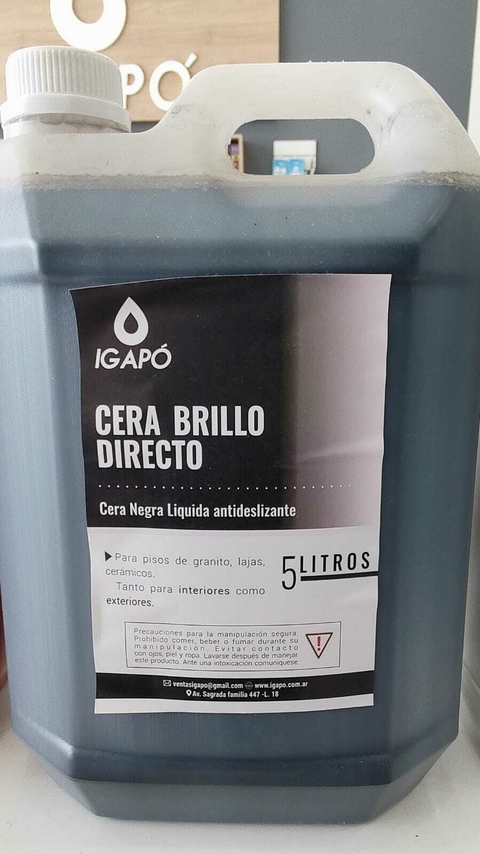 PÓ
IGAPÓ
CERA BRILLO
DIRECTO
Cera Negra Liquida antideslizante
Para pisos de granito, lajas,
cerámicos.
Tanto para interiores como
exteriores.
5 LITROS
Precauciones para la manipulación segura.
Prohibido comer, beber o fumar durante su
manipulación. Evitar contacto
con ojos, piel y ropa. Lavarse después de manejar
este producto. Ante una intoxicación comuníquese
ventasigapo@gmail.com www.igapo.com.ar
Av. Sagrada familia 447 -L. 18